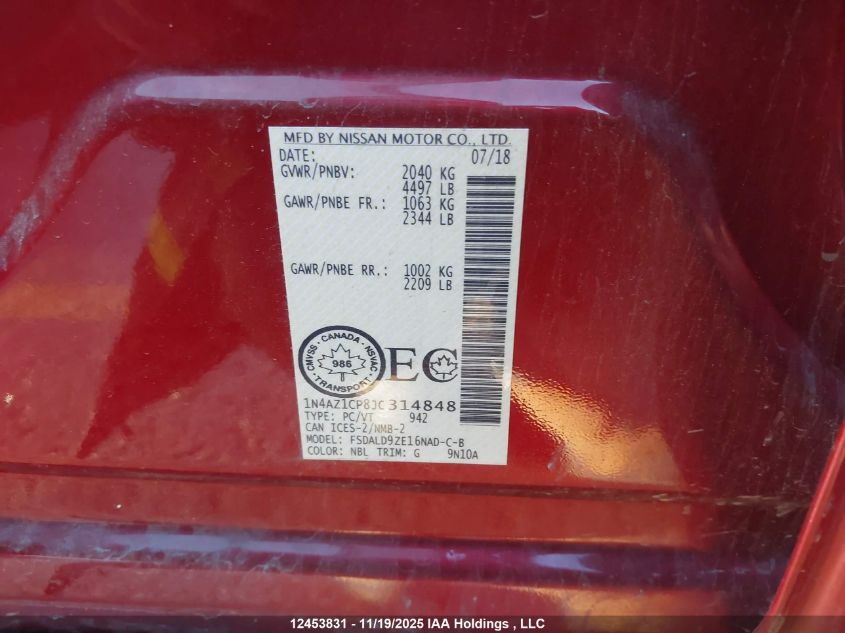 MFD BY NISSAN MOTOR CO., LTD.
DATE: 07/18
GVWR/PNBV: 2040 KG
4497 LB
GAWR/PNBE FR.: 1063 KG
2344 LB
GAWR/PNBE RR.: 1002 KG
2209 LB
CANADA
CMVSS NSVAC
986
EC
1N4AZ1CP8JC314848
TYPE: PC/VT 942
CAN ICES-2/NMB-2
MODEL: FSDALD9ZE16NAD-C-B
COLOR: NBL TRIM: G 9N10A
12453831 - 11/19/2025 IAA Holdings , LLC